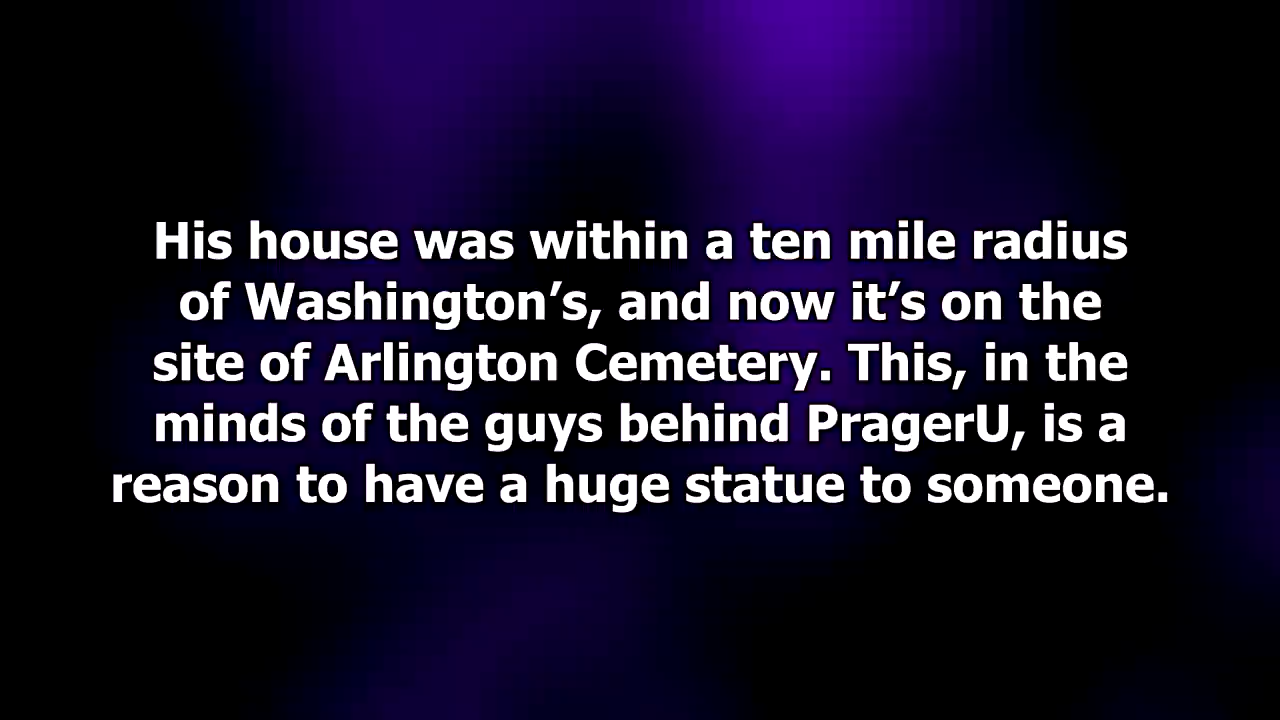 His house was within a ten mile radius
of Washington’s, and now it’s on the
site of Arlington Cemetery. This, in the
minds of the guys behind PragerU, is a
reason to have a huge statue to someone.